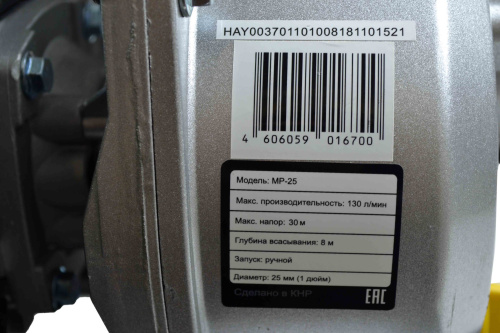 HAY003701101008181101521
4 606059 016700
Модель: МР-25
Макс. производительность: 130 л/мин
Макс. напор: 30 м
Глубина всасывания: 8 м
Запуск: ручной
Диаметр: 25 мм (1 дюйм)
Сделано в КНР EAC